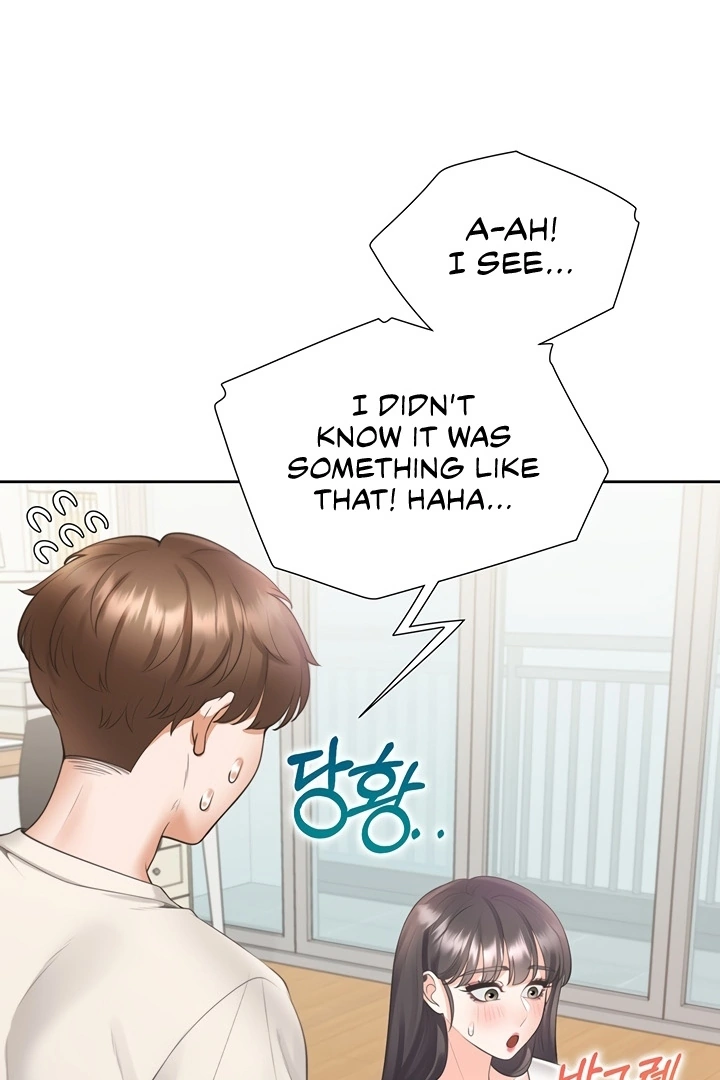 A-AH!
I SEE...
I DIDN'T
KNOW IT WAS
SOMETHING LIKE
THAT! HAHA...
당황..